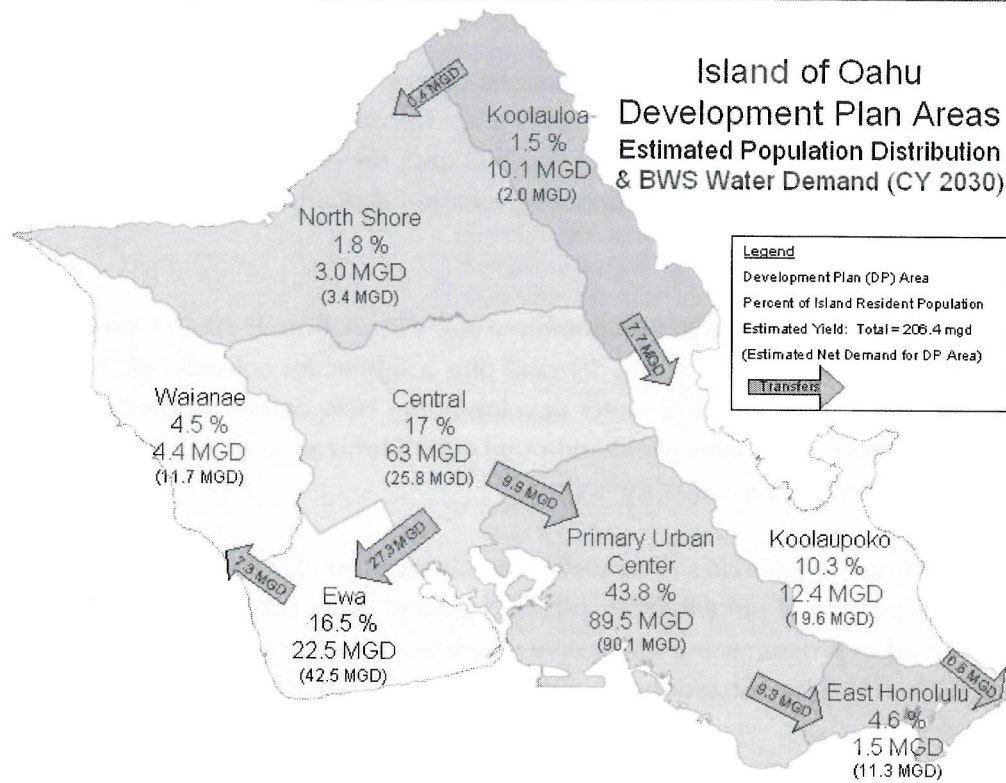 Island of Oahu
Development Plan Areas
Estimated Population Distribution
& BWS Water Demand (CY 2030)
Legend
Development Plan (DP) Area
Percent of Island Resident Population
Estimated Yield: Total = 206.4 mgd
(Estimated Net Demand for DP Area)
Transfers
0.4 MGD
Koolauloa
1.5 %
10.1 MGD
(2.0 MGD)
North Shore
1.8 %
3.0 MGD
(3.4 MGD)
7.7 MGD
Waianae
4.5 %
4.4 MGD
(11.7 MGD)
Central
17 %
63 MGD
(25.8 MGD)
9.9 MGD
27.3 MGD
7.3 MGD
Ewa
16.5 %
22.5 MGD
(42.5 MGD)
Primary Urban
Center
43.8 %
89.5 MGD
(90.1 MGD)
Koolaupoko
10.3 %
12.4 MGD
(19.6 MGD)
9.3 MGD
0.5 MGD
East Honolulu
4.6 %
1.5 MGD
(11.3 MGD)